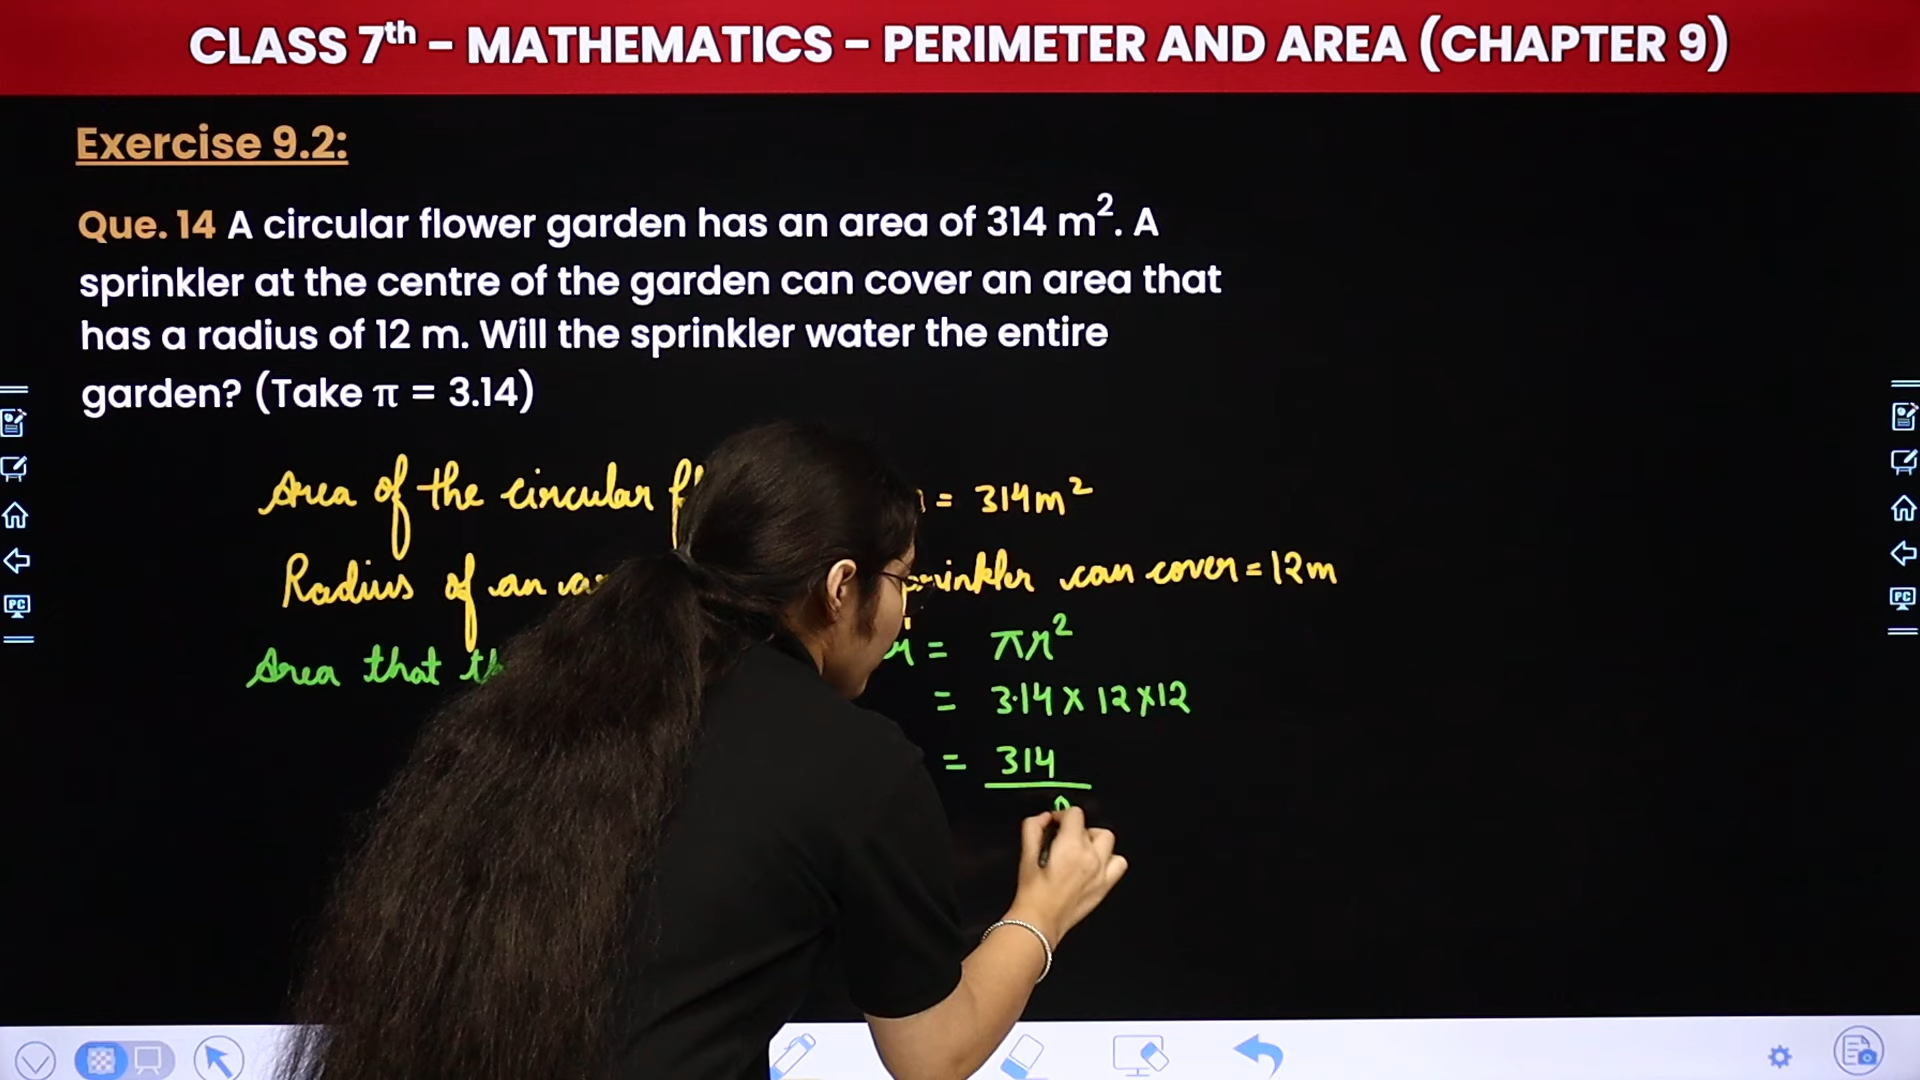 CLASS 7th - MATHEMATICS - PERIMETER AND AREA (CHAPTER 9)
Exercise 9.2:
Que. 14 A circular flower garden has an area of 314 m². A
sprinkler at the centre of the garden can cover an area that
has a radius of 12 m. Will the sprinkler water the entire
garden? (Take π = 3.14)
Area of the circular = 314m²
Radius of an can cover = 12m
Area that = πr²
= 3.14 × 12 × 12
= 314
PC
PC